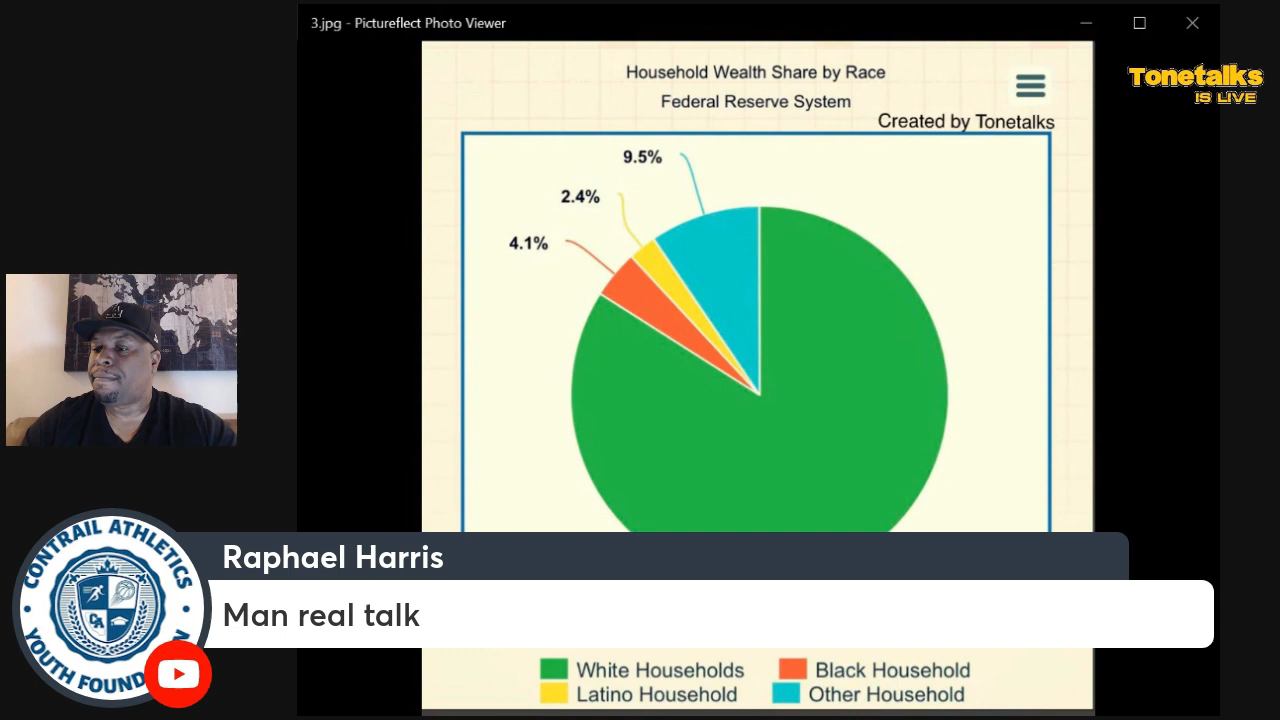 3.jpg - Pictureflect Photo Viewer
Tonetalks
IS LIVE
Household Wealth Share by Race
Federal Reserve System
Created by Tonetalks
9.5%
2.4%
4.1%
Raphael Harris
Man real talk
CONTRAIL ATHLETICS
CA
White Households
Black Household
Latino Household
Other Household